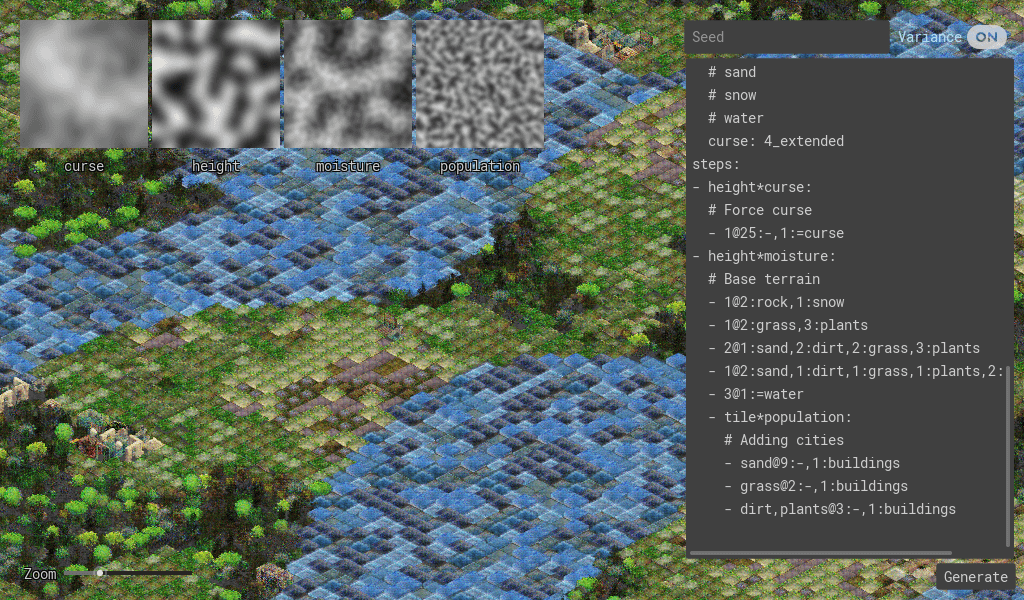 Seed
Variance ON
curse height moisture population
# sand
# snow
# water
curse: 4_extended
steps:
- height*curse:
# Force curse
- 1@25:-,1:=curse
- height*moisture:
# Base terrain
- 1@2:rock,1:snow
- 1@2:grass,3:plants
- 2@1:sand,2:dirt,2:grass,3:plants
- 1@2:sand,1:dirt,1:grass,1:plants,2:
- 3@1:=water
- tile*population:
# Adding cities
- sand@9:-,1:buildings
- grass@2:-,1:buildings
- dirt,plants@3:-,1:buildings
Zoom
Generate